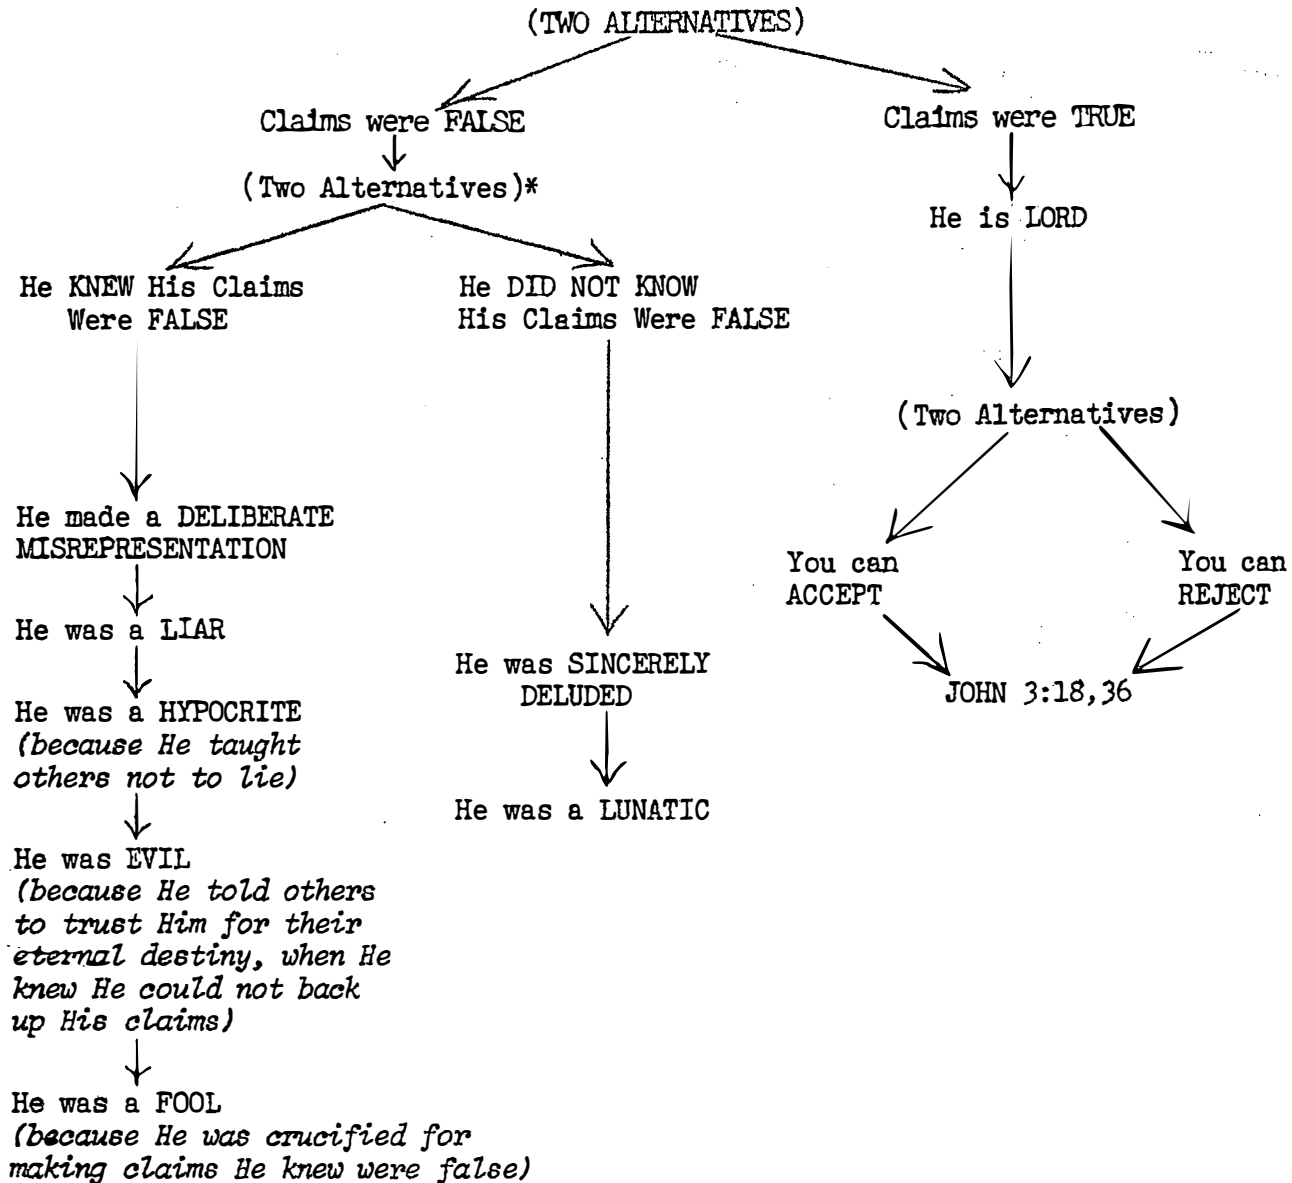 (TWO ALTERNATIVES)
Claims were FALSE
Claims were TRUE
(Two Alternatives)*
He is LORD
He KNEW His Claims
Were FALSE
He DID NOT KNOW
His Claims Were FALSE
(Two Alternatives)
He made a DELIBERATE
MISREPRESENTATION
He was a LIAR
He was a HYPOCRITE
(because He taught
others not to lie)
He was EVIL
(because He told others
to trust Him for their
eternal destiny, when He
knew He could not back
up His claims)
He was a FOOL
(because He was crucified for
making claims He knew were false)
He was SINCERELY
DELUDED
He was a LUNATIC
You can
ACCEPT
You can
REJECT
JOHN 3:18,36